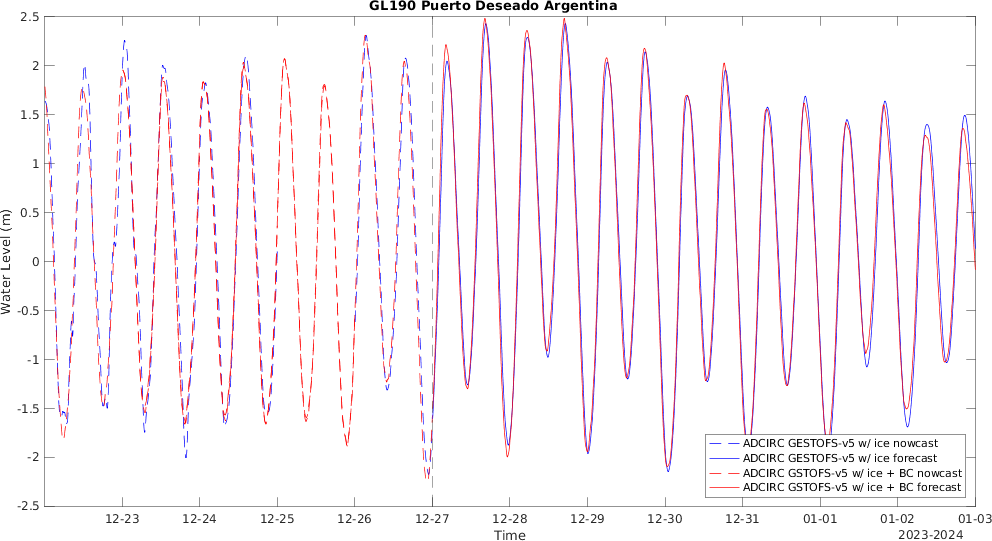 GL190 Puerto Deseado Argentina
Water Level (m)
2.5
2
1.5
1
0.5
0
-0.5
-1
-1.5
-2
-2.5
ADCIRC GESTOFS-v5 w/ ice nowcast
ADCIRC GESTOFS-v5 w/ ice forecast
ADCIRC GSTOFS-v5 w/ ice + BC nowcast
ADCIRC GSTOFS-v5 w/ ice + BC forecast
12-23 12-24 12-25 12-26 12-27 12-28 12-29 12-30 12-31 01-01 01-02 01-03
Time
2023-2024